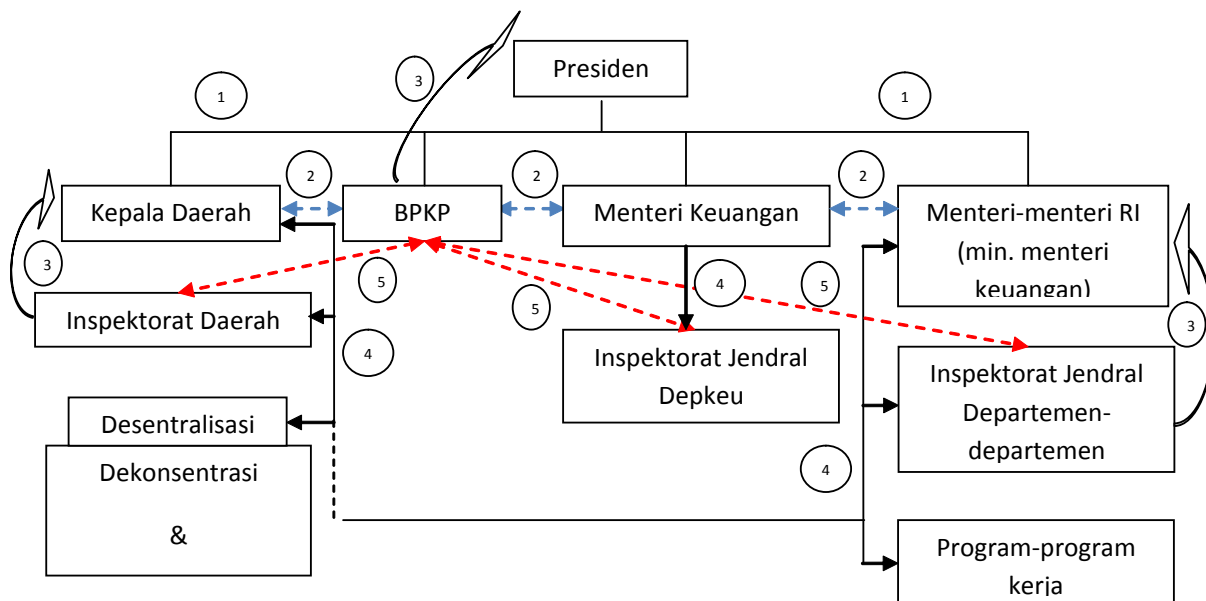 Presiden
3
1
1
2
2
2
Kepala Daerah
BPKP
Menteri Keuangan
Menteri-menteri RI
(min. menteri
keuangan)
3
5
4
5
5
3
Inspektorat Daerah
4
Inspektorat Jendral
Depkeu
Inspektorat Jendral
Departemen-
departemen
Desentralisasi
4
Dekonsentrasi
&
Program-program
kerja